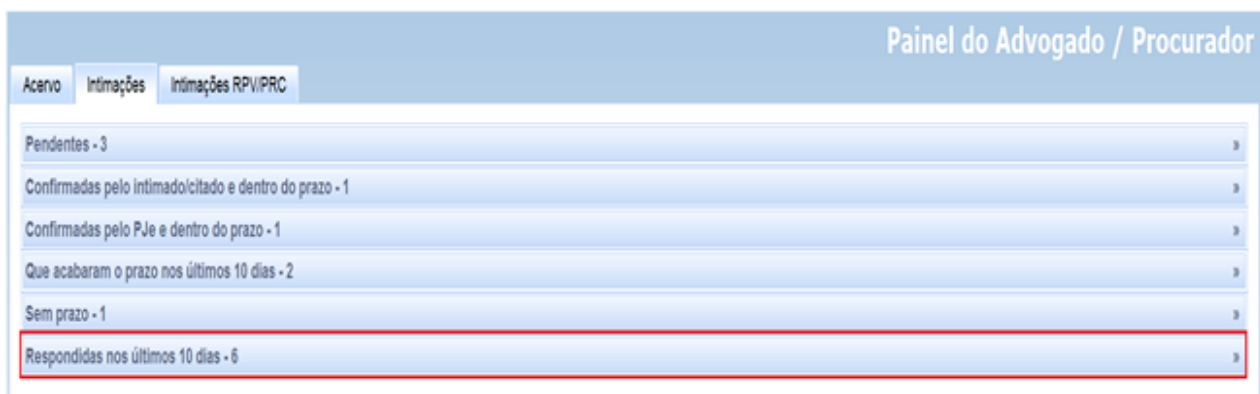 Painel do Advogado / Procurador
Acervo Intimações Intimações RPV/PRC
Pendentes - 3 »
Confirmadas pelo intimado/citado e dentro do prazo - 1 »
Confirmadas pelo PJe e dentro do prazo - 1 »
Que acabaram o prazo nos últimos 10 dias - 2 »
Sem prazo - 1 »
Respondidas nos últimos 10 dias - 6 »